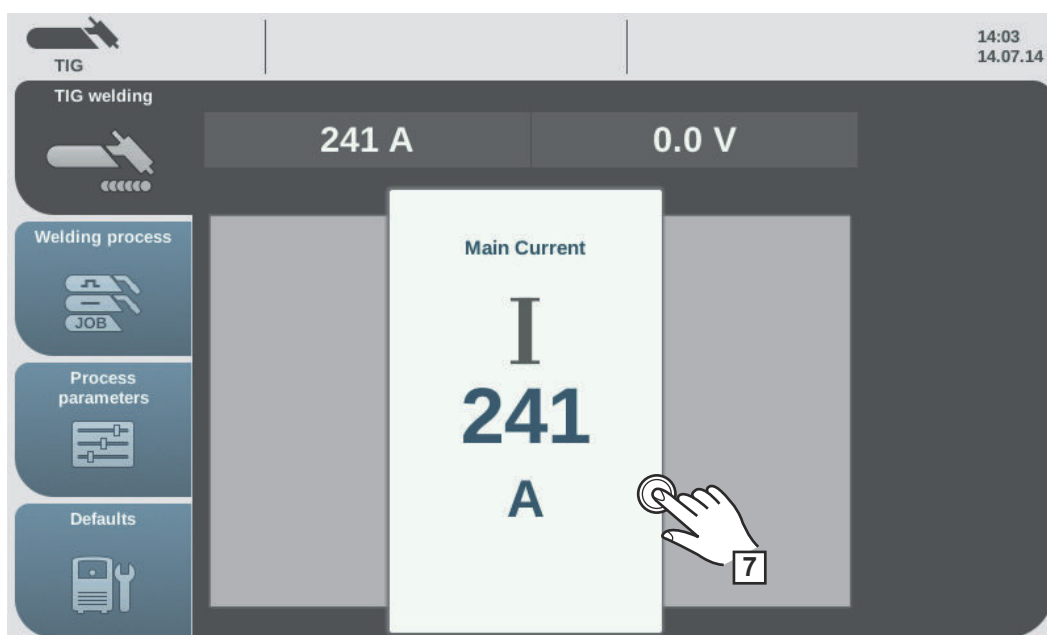 TIG
14:03
14.07.14
TIG welding
241 A
0.0 V
Welding process
JOB
Main Current
I
241
A
Process
parameters
Defaults
7